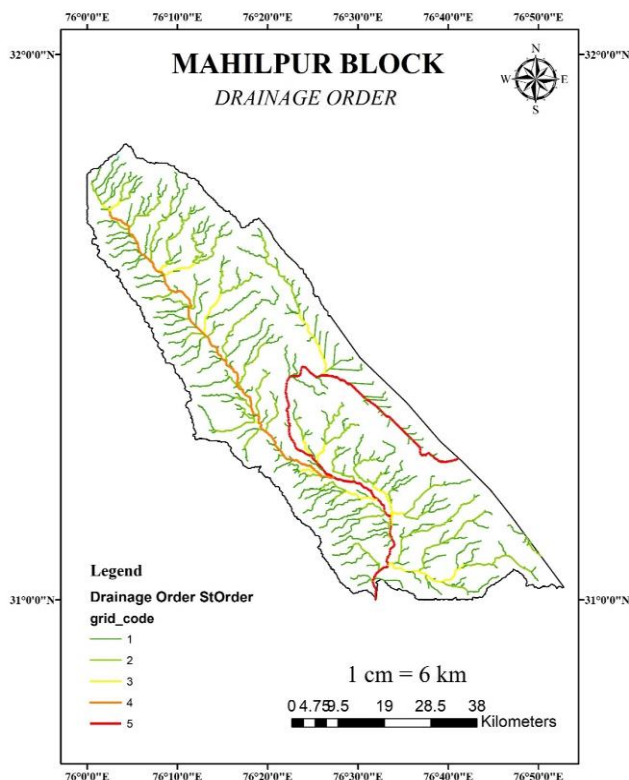 76°0'0"E 76°10'0"E 76°20'0"E 76°30'0"E 76°40'0"E 76°50'0"E
32°0'0"N 32°0'0"N
MAHILPUR BLOCK
DRAINAGE ORDER
N
W E
S
Legend
Drainage Order StOrder
grid_code
1
2
3
4
5
31°0'0"N 31°0'0"N
1 cm = 6 km
0 4.75 9.5 19 28.5 38
Kilometers
76°0'0"E 76°10'0"E 76°20'0"E 76°30'0"E 76°40'0"E 76°50'0"E